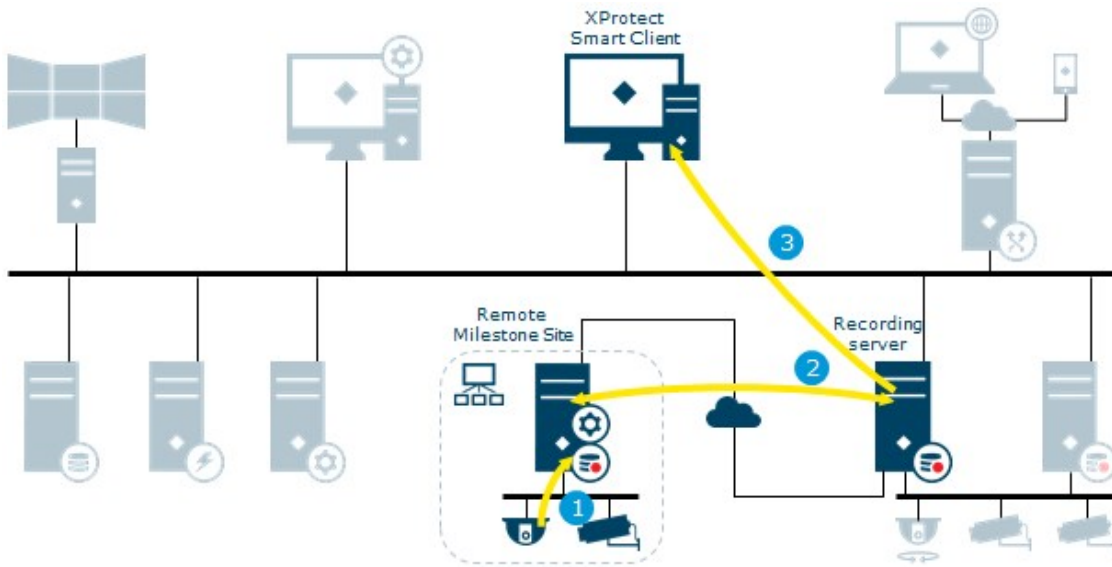 XProtect
Smart Client
3
Remote
Milestone Site
Recording
server
2
1